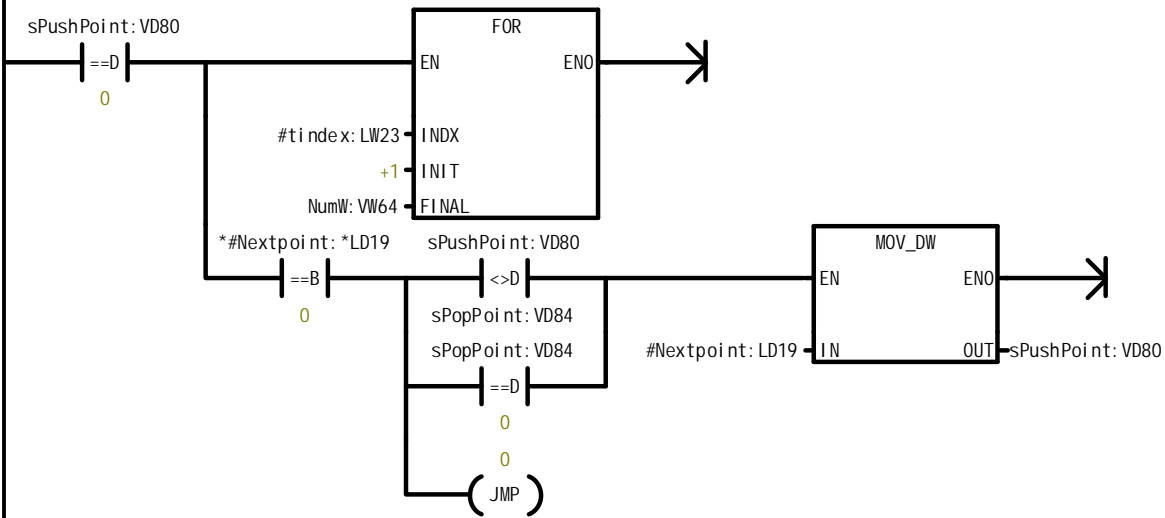 sPushPoint:VD80
==D
0
FOR
EN
ENO
#tindex:LW23
INDX
+1
INIT
NumW:VW64
FINAL
*#Nextpoint:*LD19
==B
0
sPushPoint:VD80
<>D
sPopPoint:VD84
sPopPoint:VD84
==D
0
0
JMP
MOV_DW
EN
ENO
#Nextpoint:LD19
IN
OUT
sPushPoint:VD80